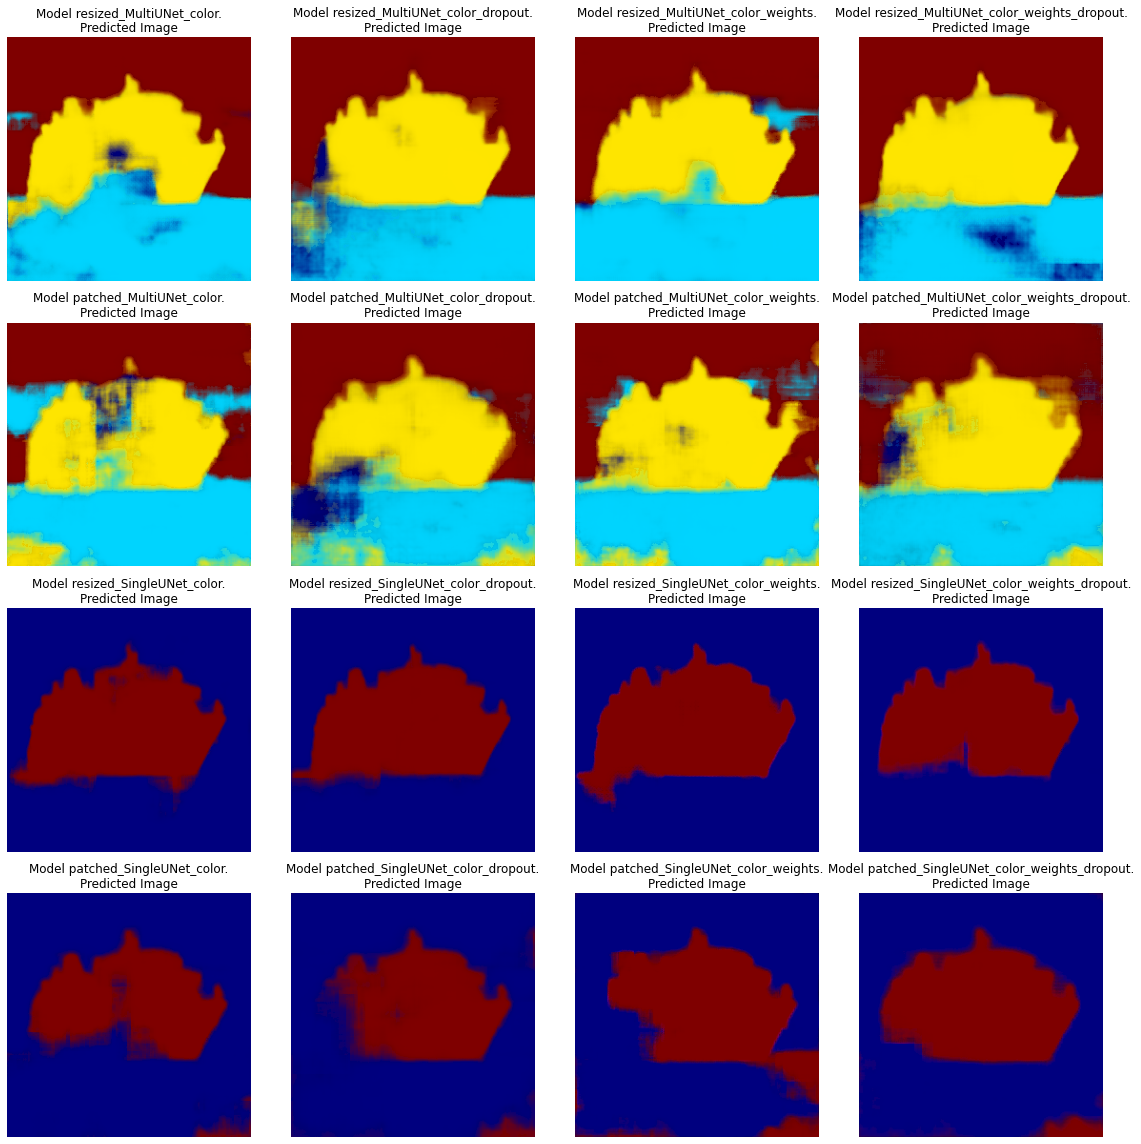 Model resized_MultiUNet_color.
Predicted Image
Model resized_MultiUNet_color_dropout.
Predicted Image
Model resized_MultiUNet_color_weights.
Predicted Image
Model resized_MultiUNet_color_weights_dropout.
Predicted Image
Model patched_MultiUNet_color.
Predicted Image
Model patched_MultiUNet_color_dropout.
Predicted Image
Model patched_MultiUNet_color_weights.
Predicted Image
Model patched_MultiUNet_color_weights_dropout.
Predicted Image
Model resized_SingleUNet_color.
Predicted Image
Model resized_SingleUNet_color_dropout.
Predicted Image
Model resized_SingleUNet_color_weights.
Predicted Image
Model resized_SingleUNet_color_weights_dropout.
Predicted Image
Model patched_SingleUNet_color.
Predicted Image
Model patched_SingleUNet_color_dropout.
Predicted Image
Model patched_SingleUNet_color_weights.
Predicted Image
Model patched_SingleUNet_color_weights_dropout.
Predicted Image